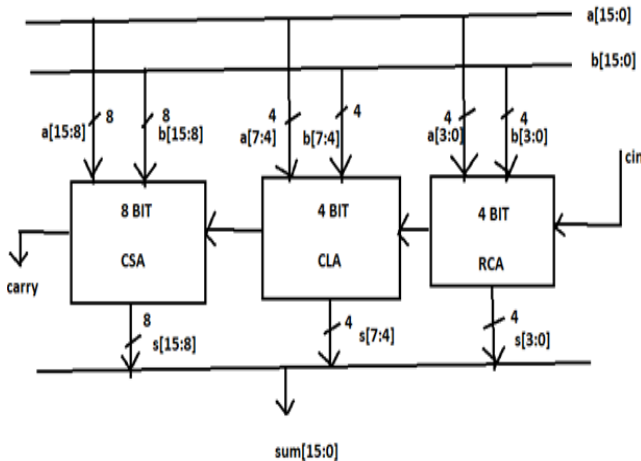 a[15:0]
b[15:0]
8
8
4
4
4
4
a[15:8]
b[15:8]
a[7:4]
b[7:4]
a[3:0]
b[3:0]
cin
8 BIT
CSA
4 BIT
CLA
4 BIT
RCA
carry
8
s[15:8]
4
s[7:4]
4
s[3:0]
sum[15:0]